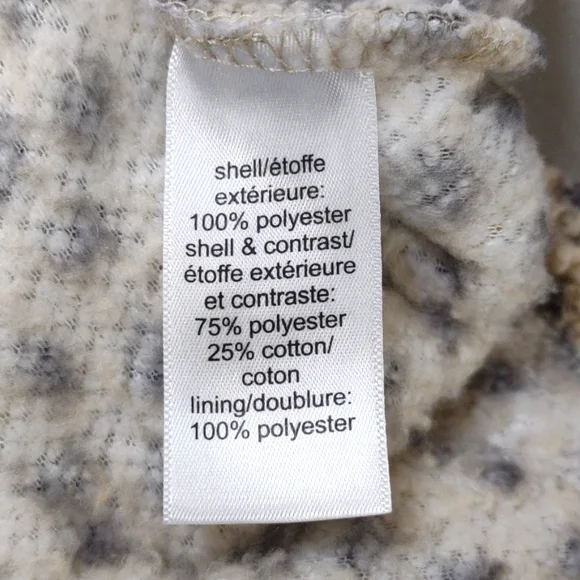 shell/étoffe
extérieure:
100% polyester
shell & contrast/
étoffe extérieure
et contraste:
75% polyester
25% cotton/
coton
lining/doublure:
100% polyester